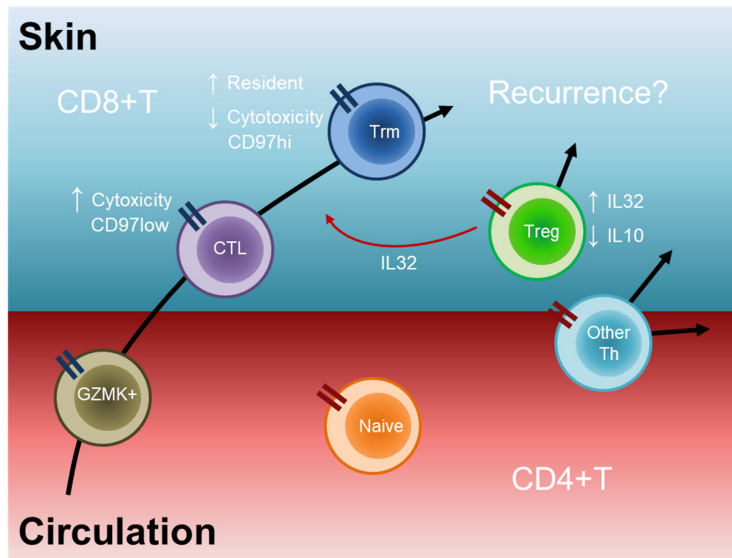 Skin
CD8+T
↑ Resident
↓ Cytotoxicity
CD97hi
Trm
Recurrence?
↑ Cytoxicity
CD97low
CTL
Treg
↑ IL32
↓ IL10
IL32
Other
Th
GZMK+
Naive
CD4+T
Circulation